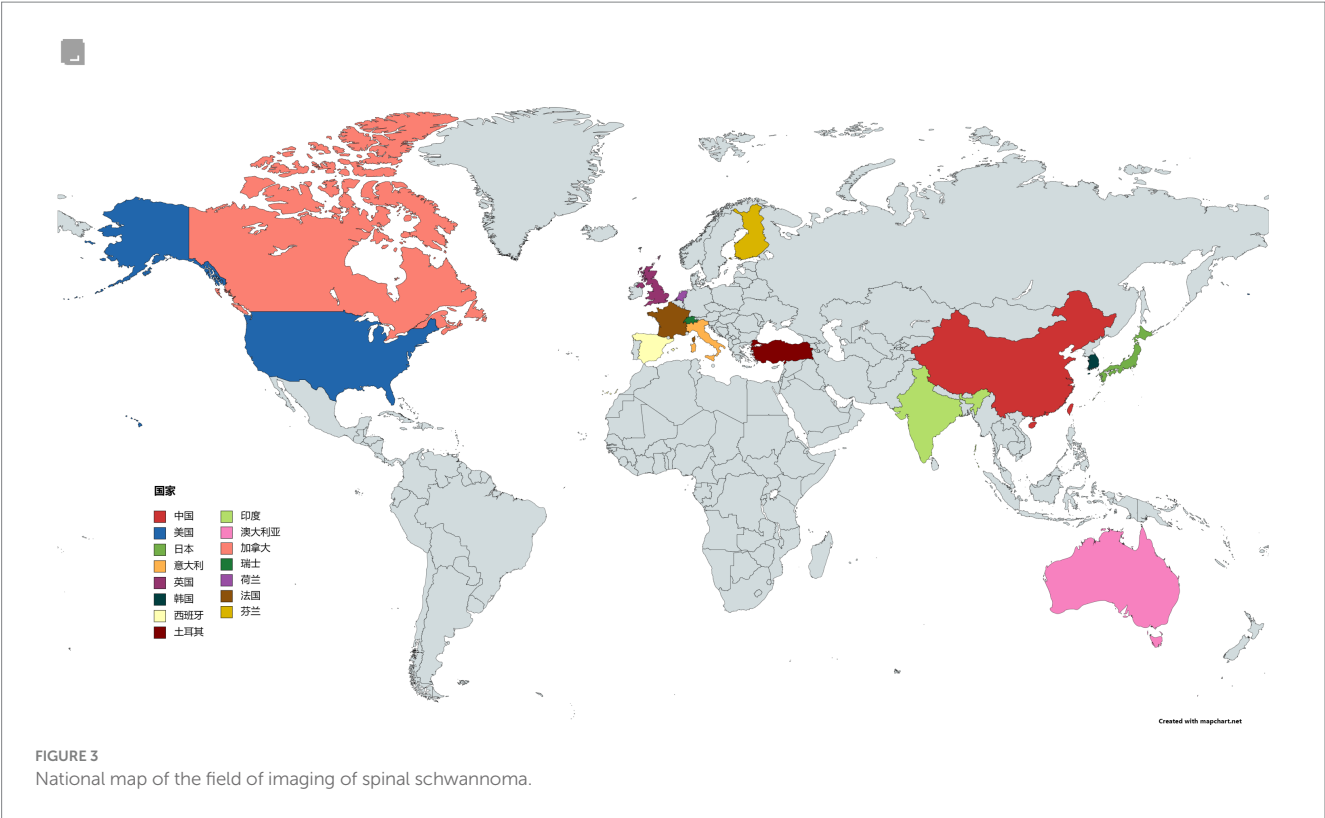 国家
中国
美国
日本
意大利
英国
韩国
西班牙
土耳其
印度
澳大利亚
加拿大
瑞士
荷兰
法国
芬兰
Created with mapchart.net
FIGURE 3
National map of the field of imaging of spinal schwannoma.